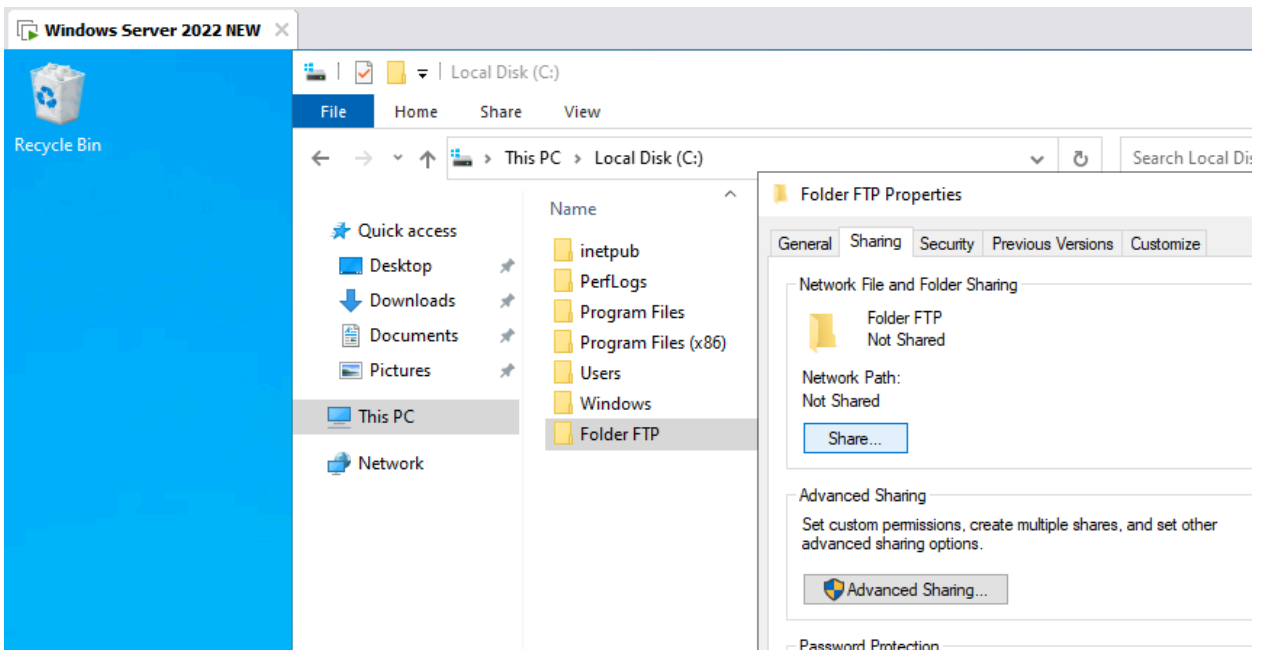 Windows Server 2022 NEW
Recycle Bin
Local Disk (C:)
File Home Share View
This PC > Local Disk (C:)
Search Local
Quick access
Desktop
Downloads
Documents
Pictures
This PC
Network
Name
inetpub
PerfLogs
Program Files
Program Files (x86)
Users
Windows
Folder FTP
Folder FTP Properties
General Sharing Security Previous Versions Customize
Network File and Folder Sharing
Folder FTP
Not Shared
Network Path:
Not Shared
Share...
Advanced Sharing
Set custom permissions, create multiple shares, and set other
advanced sharing options.
Advanced Sharing...
Password Protection